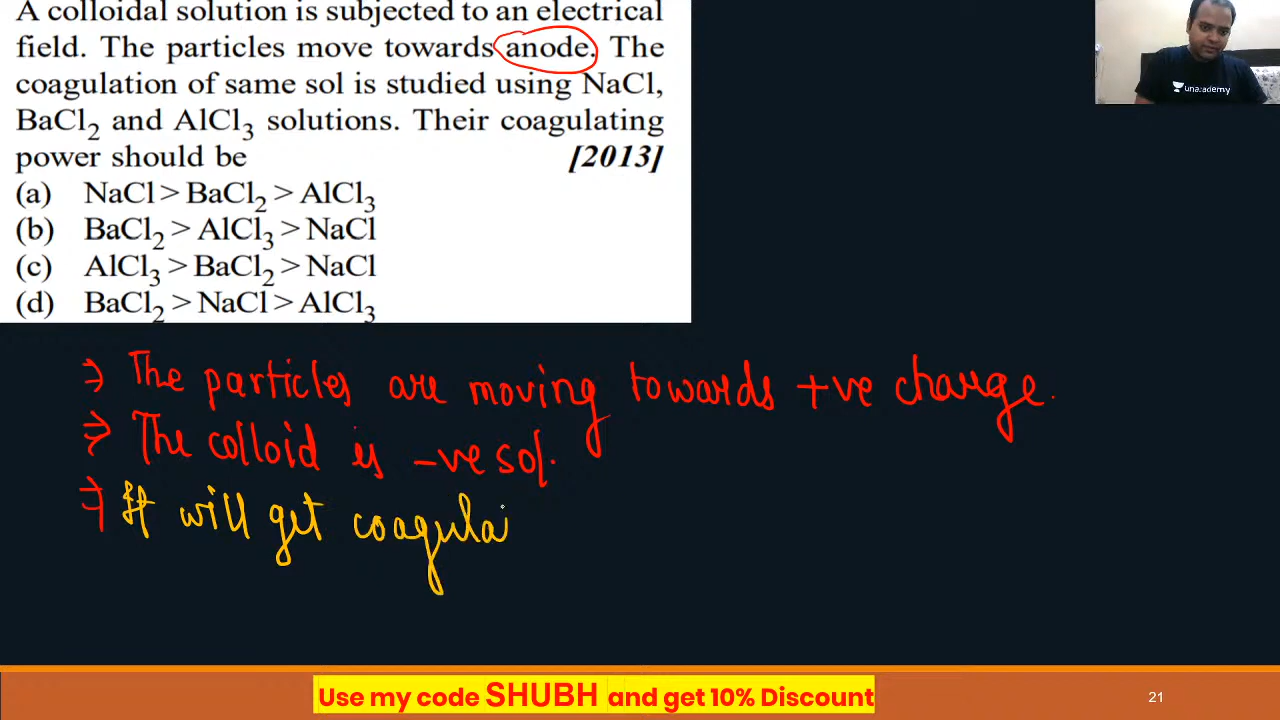 A colloidal solution is subjected to an electrical
field. The particles move towards anode. The
coagulation of same sol is studied using NaCl,
BaCl₂ and AlCl₃ solutions. Their coagulating
power should be [2013]
(a) NaCl > BaCl₂ > AlCl₃
(b) BaCl₂ > AlCl₃ > NaCl
(c) AlCl₃ > BaCl₂ > NaCl
(d) BaCl₂ > NaCl > AlCl₃
unacademy
⇒ The particles are moving towards +ve charge.
⇒ The colloid is -ve sol.
⇒ It will get coagula
Use my code SHUBH and get 10% Discount
21